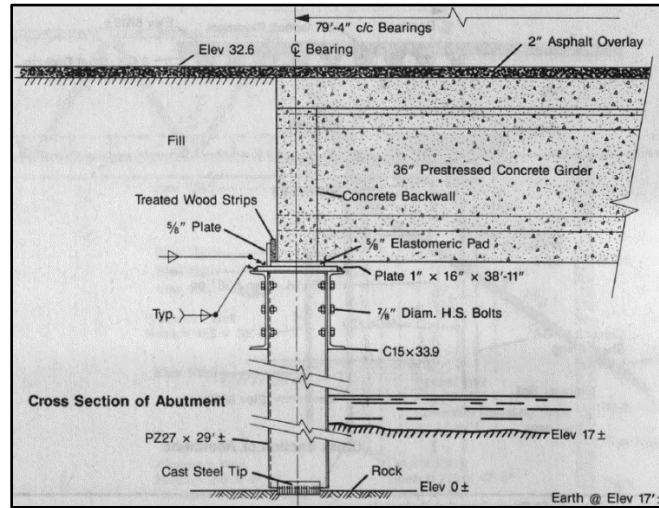 79'-4" c/c Bearings
Elev 32.6
℄ Bearing
2" Asphalt Overlay
Fill
36" Prestressed Concrete Girder
Treated Wood Strips
Concrete Backwall
5/8" Plate
5/8" Elastomeric Pad
Plate 1" × 16" × 38'-11"
Typ.
7/8" Diam. H.S. Bolts
C15×33.9
Cross Section of Abutment
PZ27 × 29' ±
Elev 17±
Cast Steel Tip
Rock
Elev 0±
Earth @ Elev 17'±